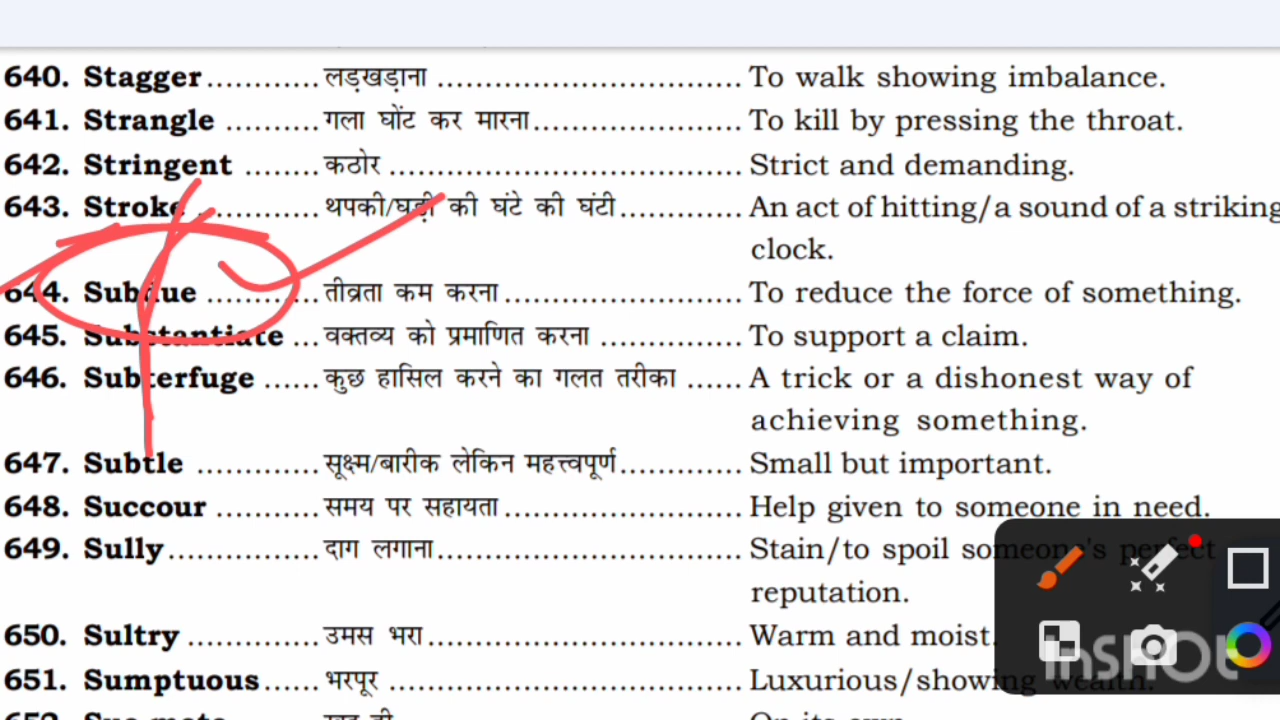 640. Stagger........... लड़खड़ाना ............................... To walk showing imbalance.
641. Strangle .......... गला घोंट कर मारना...................... To kill by pressing the throat.
642. Stringent ........ कठोर ..................................... Strict and demanding.
643. Stroke ............ थपकी/घड़ी की घंटे की घंटी ............. An act of hitting/a sound of a striking
clock.
644. Subdue ............ तीव्रता कम करना ......................... To reduce the force of something.
645. Substantiate ... वक्तव्य को प्रमाणित करना ............... To support a claim.
646. Subterfuge ...... कुछ हासिल करने का गलत तरीका ...... A trick or a dishonest way of
achieving something.
647. Subtle ............. सूक्ष्म/बारीक लेकिन महत्त्वपूर्ण............. Small but important.
648. Succour ........... समय पर सहायता ......................... Help given to someone in need.
649. Sully................ दाग लगाना................................ Stain/to spoil someone's perfect
reputation.
650. Sultry .............. उमस भरा................................. Warm and moist.
651. Sumptuous...... भरपूर ..................................... Luxurious/showing wealth.
InShOT